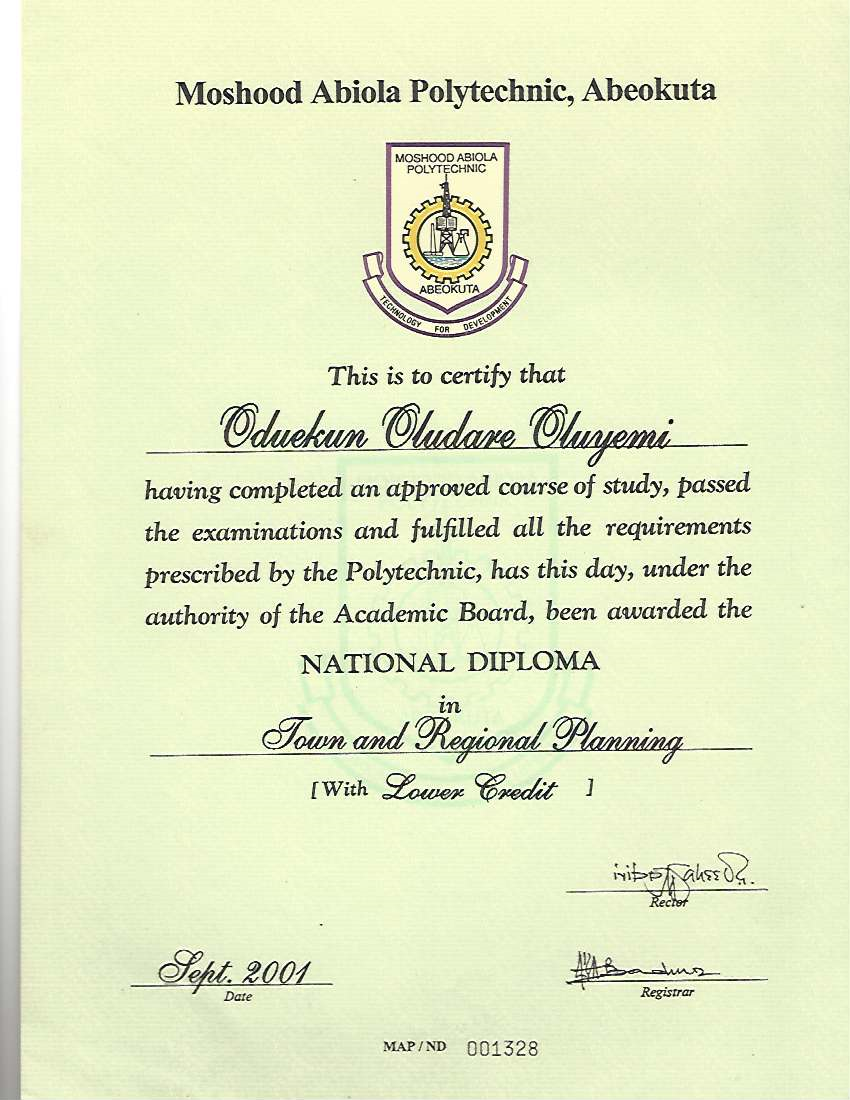 Moshood Abiola Polytechnic, Abeokuta
MOSHOOD ABIOLA
POLYTECHNIC
ABEOKUTA
TECHNOLOGY FOR DEVELOPMENT
This is to certify that
Oduekun Oludare Oluyemi
having completed an approved course of study, passed
the examinations and fulfilled all the requirements
prescribed by the Polytechnic, has this day, under the
authority of the Academic Board, been awarded the
NATIONAL DIPLOMA
in
Town and Regional Planning
[With Lower Credit ]
Rector
Sept. 2001
Date
Registrar
MAP / ND 001328